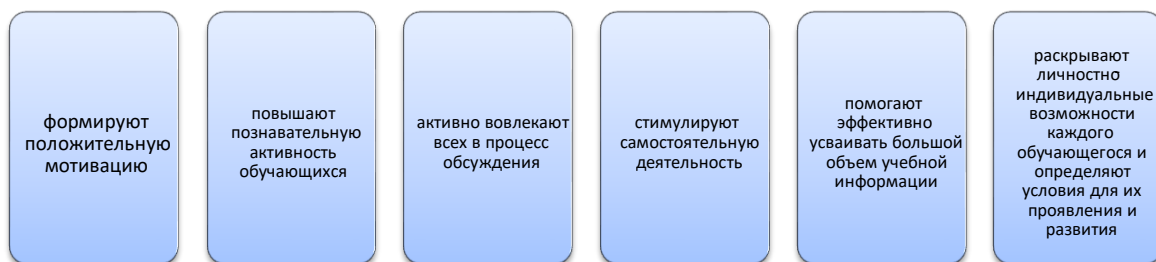 формируют
положительную
мотивацию
повышают
познавательную
активность
обучающихся
активно вовлекают
всех в процесс
обсуждения
стимулируют
самостоятельную
деятельность
помогают
эффективно
усваивать большой
объем учебной
информации
раскрывают
личностно
индивидуальные
возможности
каждого
обучающегося и
определяют
условия для их
проявления и
развития